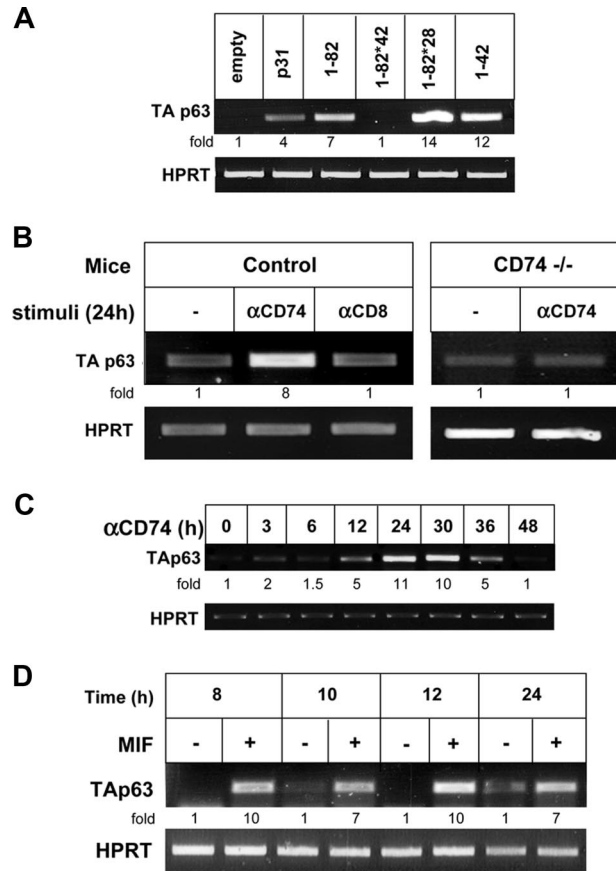 A
empty p31 1-82 1-82*42 1-82*28 1-42
TA p63
fold 1 4 7 1 14 12
HPRT
B
Mice Control CD74 -/-
stimuli (24h) - αCD74 αCD8 - αCD74
TA p63
fold 1 8 1 1 1
HPRT
C
αCD74 (h) 0 3 6 12 24 30 36 48
TAp63
fold 1 2 1.5 5 11 10 5 1
HPRT
D
Time (h) 8 10 12 24
MIF - + - + - + - +
TAp63
fold 1 10 1 7 1 10 1 7
HPRT